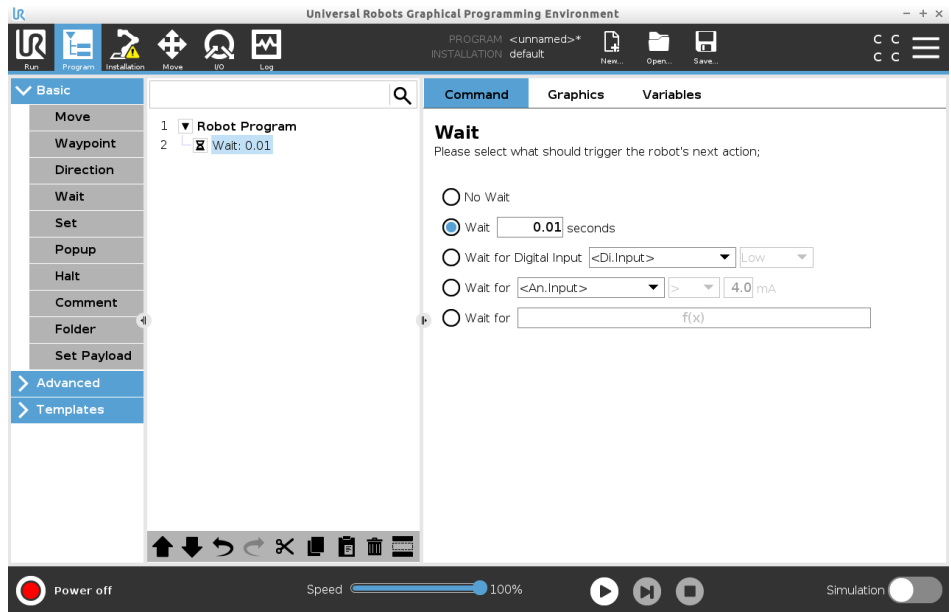 Universal Robots Graphical Programming Environment
PROGRAM <unnamed>*
INSTALLATION default
Run
Program
Installation
Move
I/O
Log
New...
Open...
Save...
C C
C C
Basic
Move
Waypoint
Direction
Wait
Set
Popup
Halt
Comment
Folder
Set Payload
Advanced
Templates
1 Robot Program
2 Wait: 0.01
Command Graphics Variables
Wait
Please select what should trigger the robot's next action;
No Wait
Wait 0.01 seconds
Wait for Digital Input <Di.Input> Low
Wait for <An.Input> > 4.0 mA
Wait for f(x)
Power off
Speed 100%
Simulation